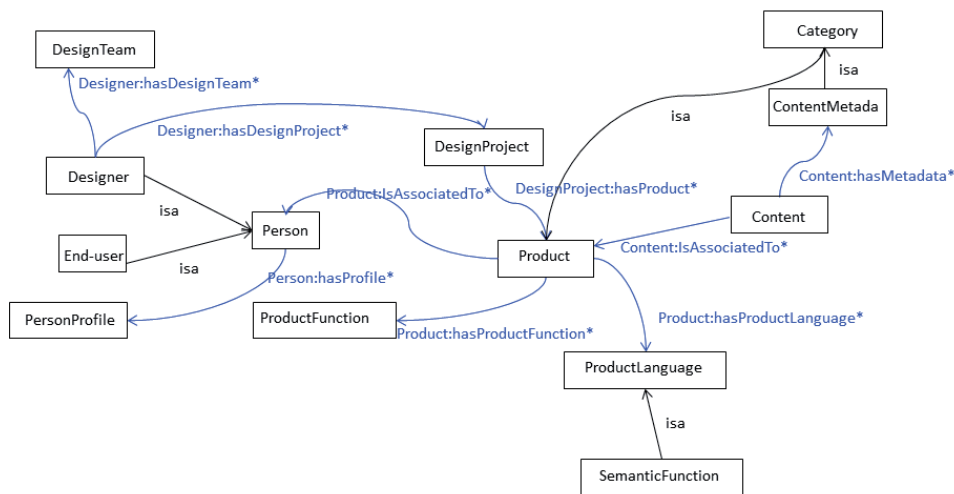 Category
DesignTeam
isa
Designer:hasDesignTeam*
ContentMetada
isa
Designer:hasDesignProject*
DesignProject
Designer
Content:hasMetadata*
Product:IsAssociatedTo*
DesignProject:hasProduct*
isa
Content
Person
End-user
Content:IsAssociatedTo*
Product
isa
Person:hasProfile*
PersonProfile
ProductFunction
Product:hasProductLanguage*
Product:hasProductFunction*
ProductLanguage
isa
SemanticFunction